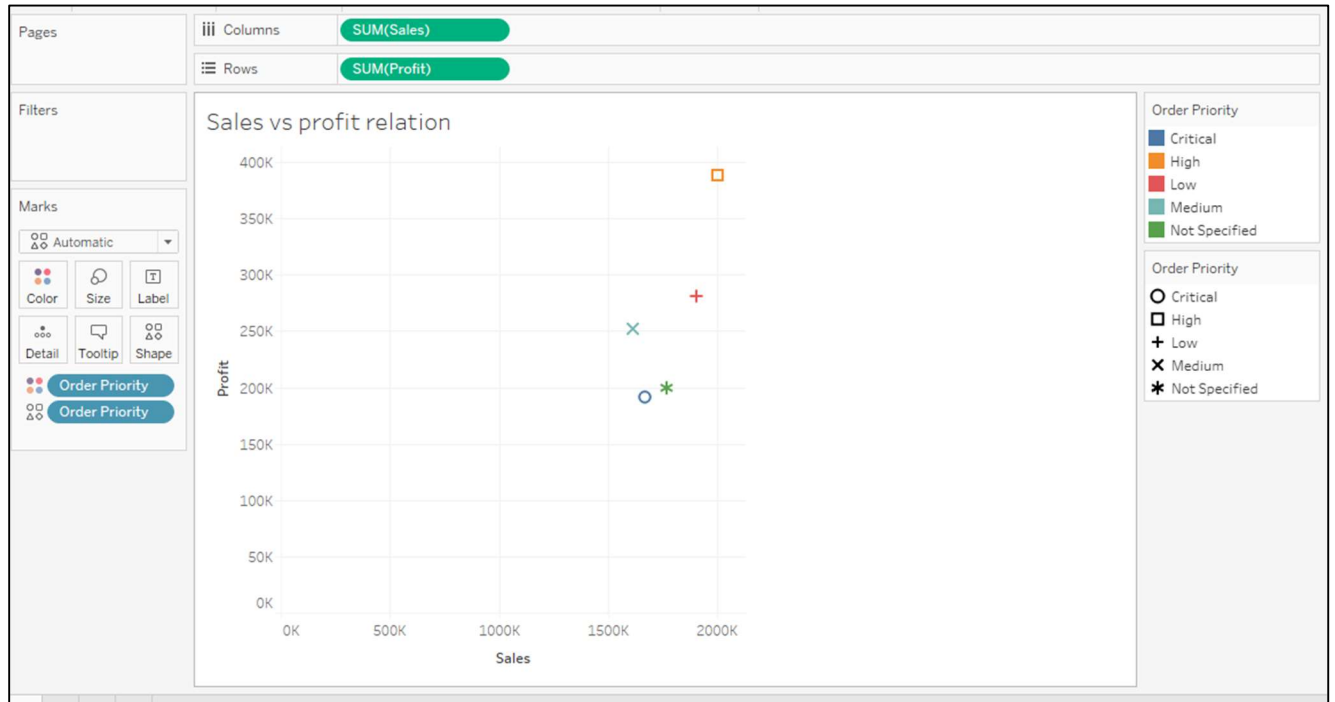 Pages
Columns
SUM(Sales)
Rows
SUM(Profit)
Filters
Marks
Automatic
Color
Size
Label
Detail
Tooltip
Shape
Order Priority
Order Priority
Sales vs profit relation
400K
350K
300K
250K
200K
150K
100K
50K
0K
Profit
0K
500K
1000K
1500K
2000K
Sales
Order Priority
Critical
High
Low
Medium
Not Specified
Order Priority
Critical
High
Low
Medium
Not Specified